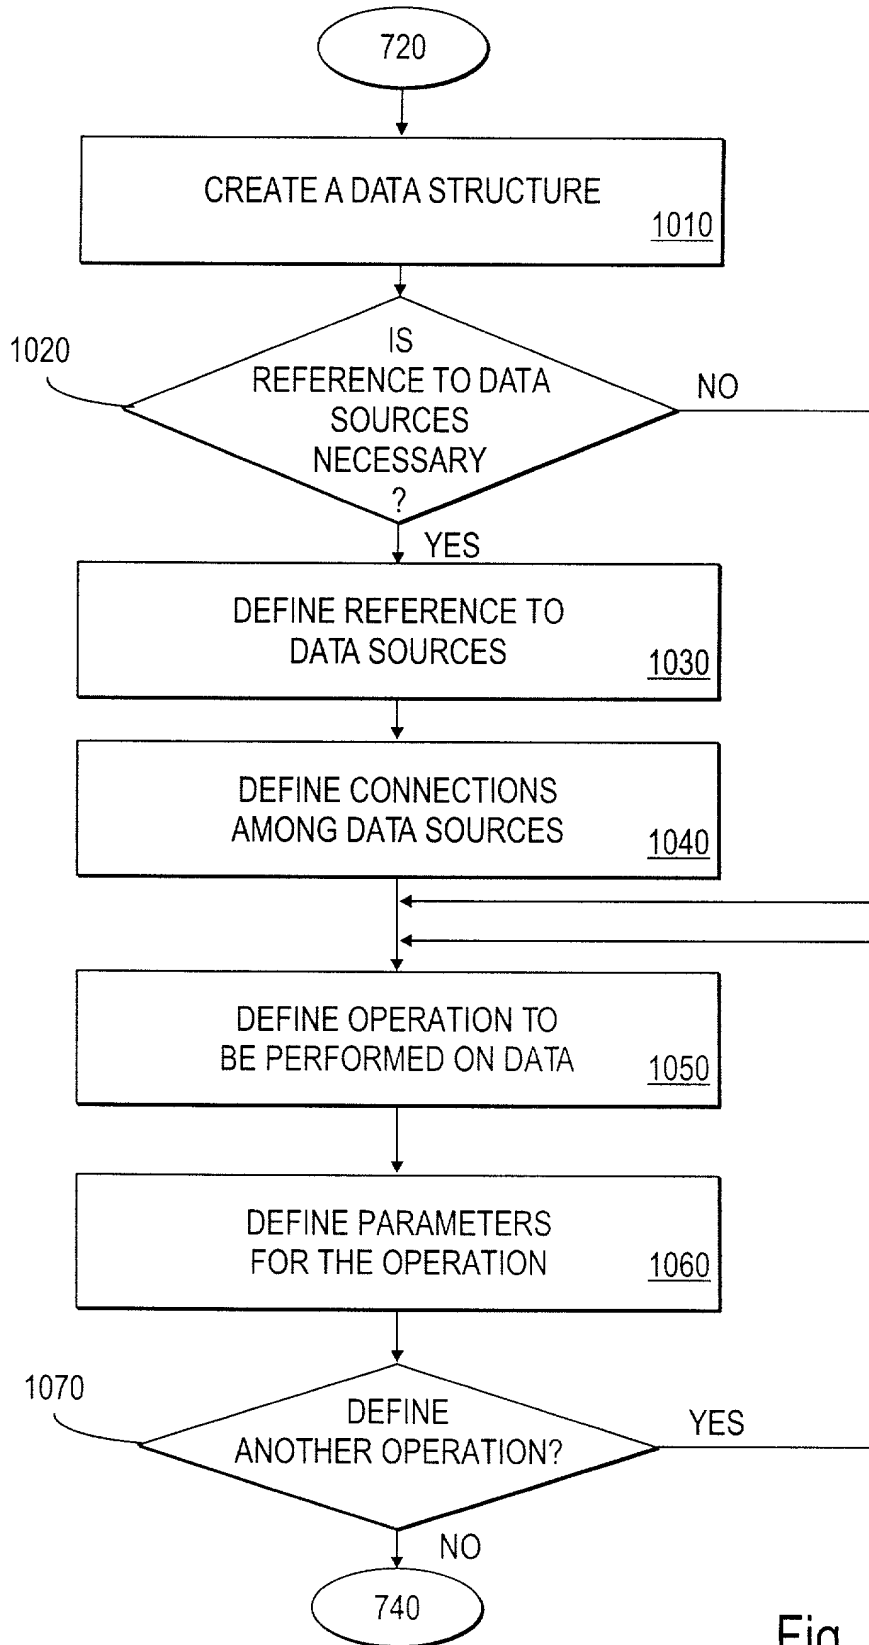 720
CREATE A DATA STRUCTURE
1010
1020
IS
REFERENCE TO DATA
SOURCES
NECESSARY
?
NO
YES
DEFINE REFERENCE TO
DATA SOURCES
1030
DEFINE CONNECTIONS
AMONG DATA SOURCES
1040
DEFINE OPERATION TO
BE PERFORMED ON DATA
1050
DEFINE PARAMETERS
FOR THE OPERATION
1060
1070
DEFINE
ANOTHER OPERATION?
YES
NO
740
Fig